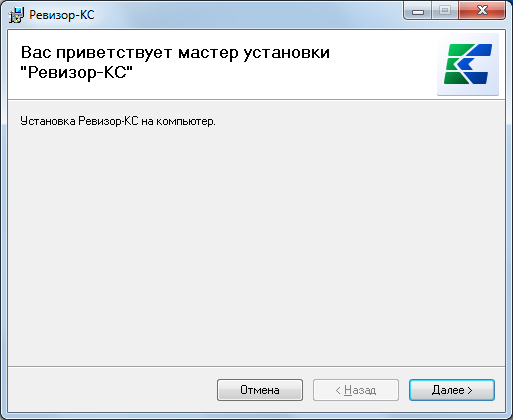 Ревизор-КС
Вас приветствует мастер установки
"Ревизор-КС"
Установка Ревизор-КС на компьютер.
Отмена
< Назад
Далее >